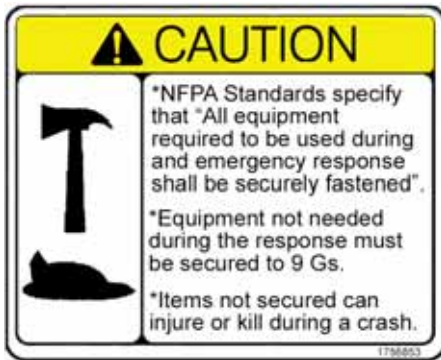 CAUTION
*NFPA Standards specify
that “All equipment
required to be used during
and emergency response
shall be securely fastened”.
*Equipment not needed
during the response must
be secured to 9 Gs.
*Items not secured can
injure or kill during a crash.
1756853